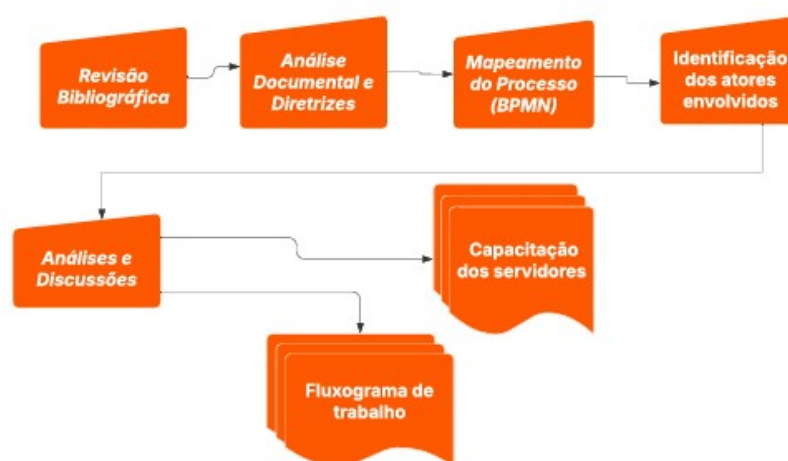 Revisão
Bibliográfica
Análise
Documental e
Diretrizes
Mapeamento
do Processo
(BPMN)
Identificação
dos atores
envolvidos
Análises e
Discussões
Capacitação
dos servidores
Fluxograma de
trabalho